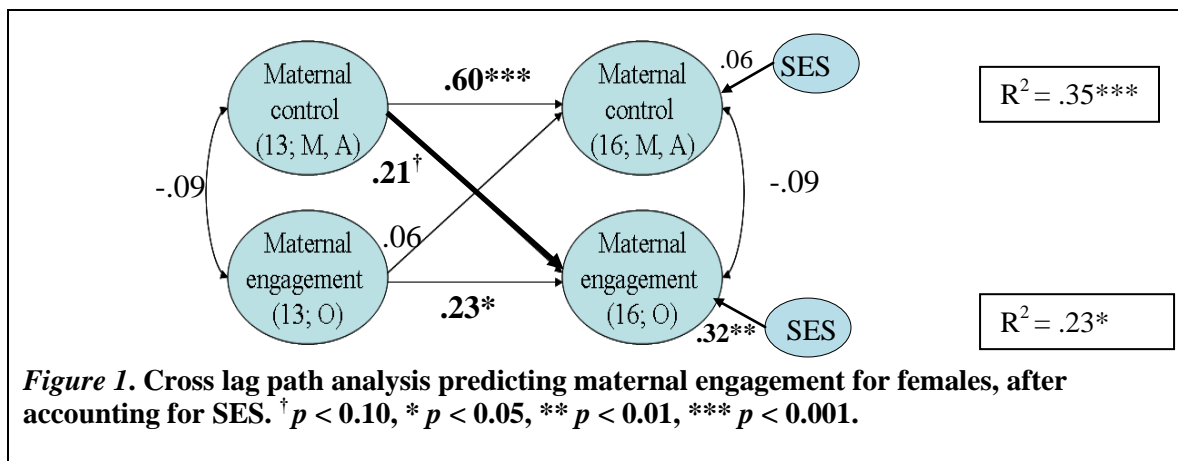 Maternal
control
(13; M, A)
.60***
Maternal
control
(16; M, A)
.06
SES
R² = .35***
-.09
.21†
.06
-.09
Maternal
engagement
(13; O)
.23*
Maternal
engagement
(16; O)
.32**
SES
R² = .23*
Figure 1. Cross lag path analysis predicting maternal engagement for females, after
accounting for SES. † p < 0.10, * p < 0.05, ** p < 0.01, *** p < 0.001.